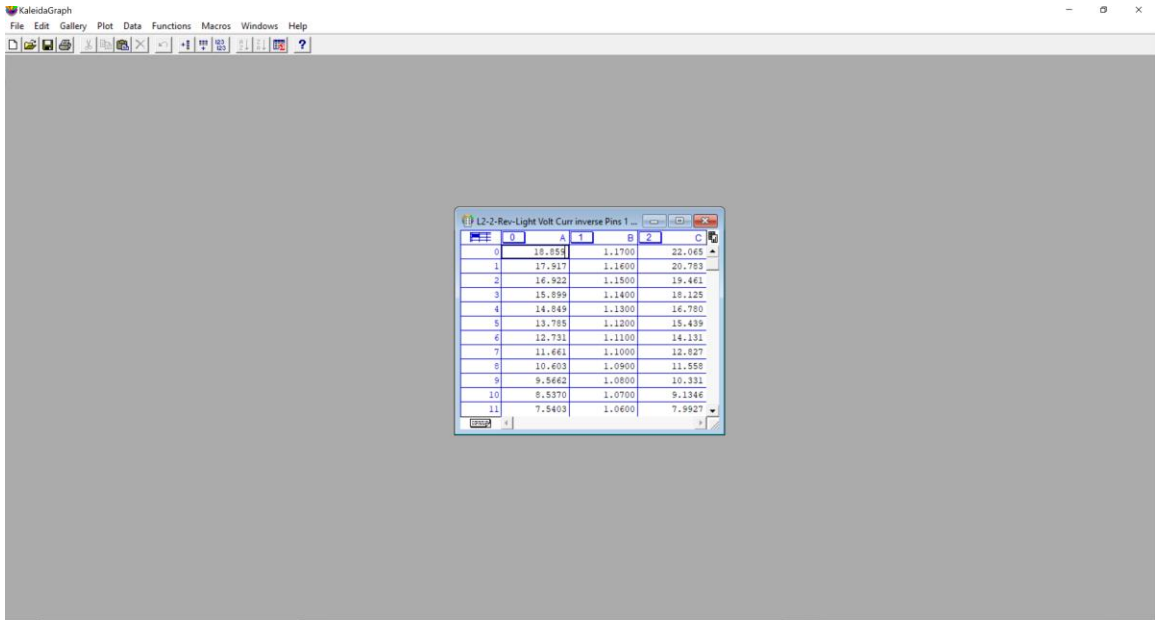 KaleidaGraph
File Edit Gallery Plot Data Functions Macros Windows Help
L2-2-Rev-Light Volt Curr inverse Pins 1 ...
0 A 1 B 2 C
0 18.859 1.1700 22.065
1 17.917 1.1600 20.783
2 16.922 1.1500 19.461
3 15.899 1.1400 18.125
4 14.849 1.1300 16.780
5 13.785 1.1200 15.439
6 12.731 1.1100 14.131
7 11.661 1.1000 12.827
8 10.603 1.0900 11.558
9 9.5662 1.0800 10.331
10 8.5370 1.0700 9.1346
11 7.5403 1.0600 7.9927